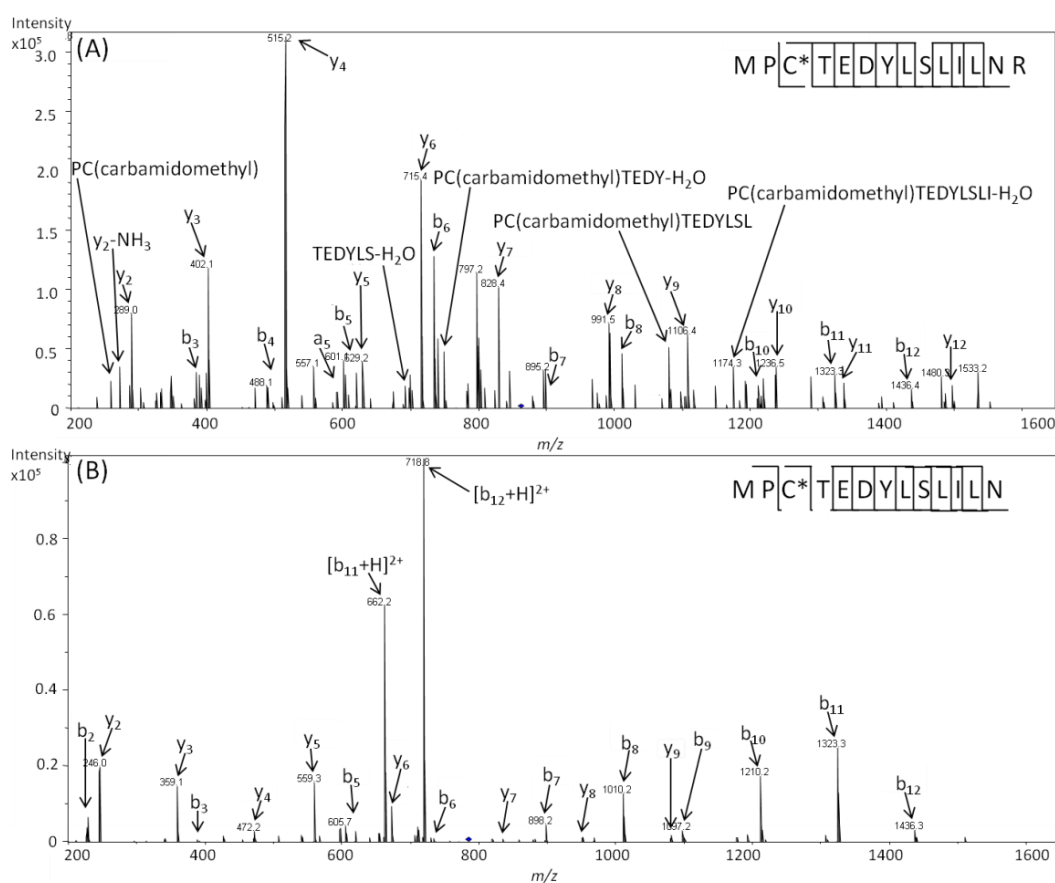 Intensity
x10⁵
(A)
515.2
y₄
M P C* T E D Y L S L I L N R
3.0
2.5
2.0
1.5
1.0
0.5
0
PC(carbamidomethyl)
y₂-NH₃
y₂
289.0
y₃
402.1
b₃
b₄
488.1
TEDYLS-H₂O
557.1
a₅
b₅
y₅
629.2
y₆
715.4
b₆
PC(carbamidomethyl)TEDY-H₂O
797.2
y₇
828.4
PC(carbamidomethyl)TEDYLSL
895.2
b₇
y₈
991.5
b₈
y₉
1106.4
PC(carbamidomethyl)TEDYLSLI-H₂O
1174.3
b₁₀
y₁₀
1236.5
b₁₁
1323.3
y₁₁
b₁₂
1436.4
y₁₂
1480.3
1533.2
200 400 600 800 1000 1200 1400 1600
m/z
Intensity
x10⁵
(B)
718.8
[b₁₂+H]²⁺
M P C* T E D Y L S L I L N
0.8
0.6
0.4
0.2
0
[b₁₁+H]²⁺
662.2
b₂
y₂
246.0
y₃
359.1
b₃
y₄
472.2
y₅
559.3
b₅
605.7
y₆
b₆
y₇
b₇
898.2
y₈
b₈
1010.2
y₉
b₉
1097.2
b₁₀
1210.2
b₁₁
1323.3
b₁₂
1436.3
200 400 600 800 1000 1200 1400 1600
m/z